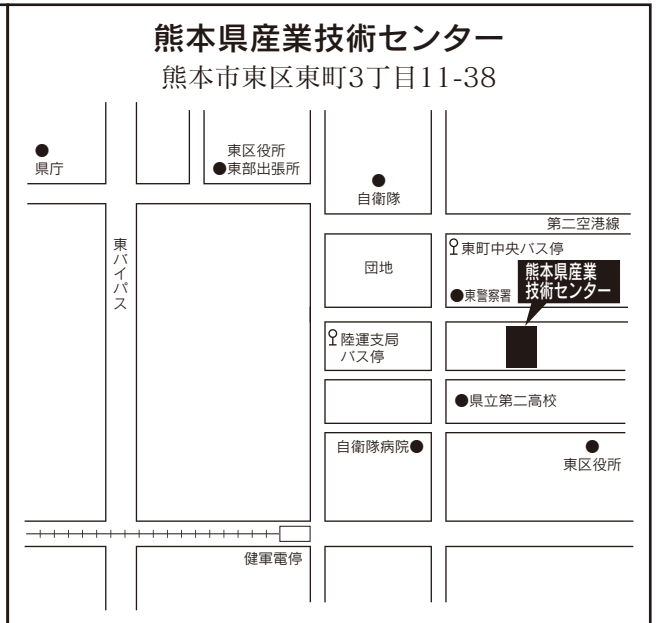 熊本県産業技術センター
熊本市東区東町3丁目11-38
県庁
東区役所
東部出張所
自衛隊
第二空港線
東バイパス
団地
東町中央バス停
熊本県産業
技術センター
東警察署
陸運支局
バス停
県立第二高校
自衛隊病院
東区役所
健軍電停